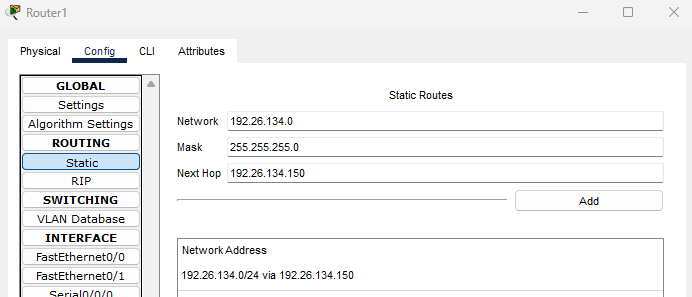 Router1
Physical Config CLI Attributes
GLOBAL
Settings
Algorithm Settings
ROUTING
Static
RIP
SWITCHING
VLAN Database
INTERFACE
FastEthernet0/0
FastEthernet0/1
Serial0/0/0
Static Routes
Network 192.26.134.0
Mask 255.255.255.0
Next Hop 192.26.134.150
Add
Network Address
192.26.134.0/24 via 192.26.134.150